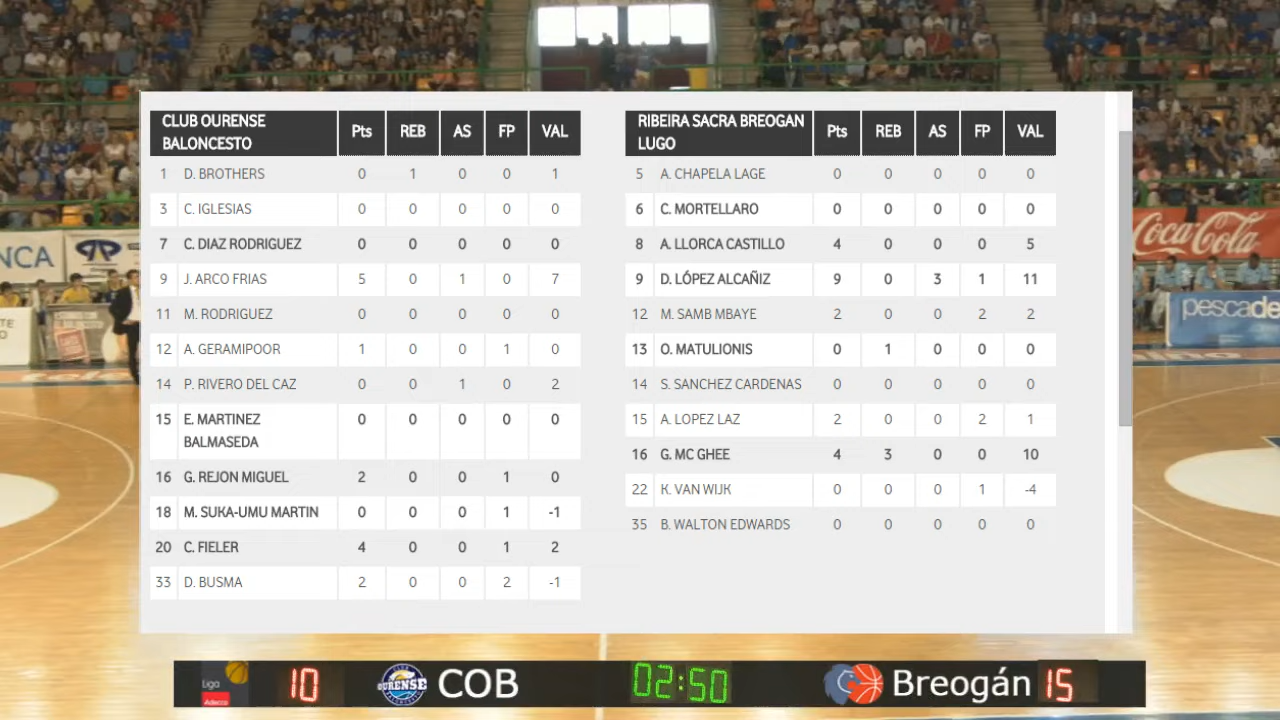 CLUB OURENSE
BALONCESTO Pts REB AS FP VAL
1 D. BROTHERS 0 1 0 0 1
3 C. IGLESIAS 0 0 0 0 0
7 C. DIAZ RODRIGUEZ 0 0 0 0 0
9 J. ARCO FRIAS 5 0 1 0 7
11 M. RODRIGUEZ 0 0 0 0 0
12 A. GERAMIPOOR 1 0 0 1 0
14 P. RIVERO DEL CAZ 0 0 1 0 2
15 E. MARTINEZ 0 0 0 0 0
BALMASEDA
16 G. REJON MIGUEL 2 0 0 1 0
18 M. SUKA-UMU MARTIN 0 0 0 1 -1
20 C. FIELER 4 0 0 1 2
33 D. BUSMA 2 0 0 2 -1
RIBEIRA SACRA BREOGAN
LUGO Pts REB AS FP VAL
5 A. CHAPELA LAGE 0 0 0 0 0
6 C. MORTELLARO 0 0 0 0 0
8 A. LLORCA CASTILLO 4 0 0 0 5
9 D. LÓPEZ ALCAÑIZ 9 0 3 1 11
12 M. SAMB MBAYE 2 0 0 2 2
13 O. MATULIONIS 0 1 0 0 0
14 S. SANCHEZ CARDENAS 0 0 0 0 0
15 A. LOPEZ LAZ 2 0 0 2 1
16 G. MC GHEE 4 3 0 0 10
22 K. VAN WIJK 0 0 0 1 -4
35 B. WALTON EDWARDS 0 0 0 0 0
NCA
Coca-Cola
pescade
Liga
Adecco
10 CLUB OURENSE COB 02:50 Breogán 15